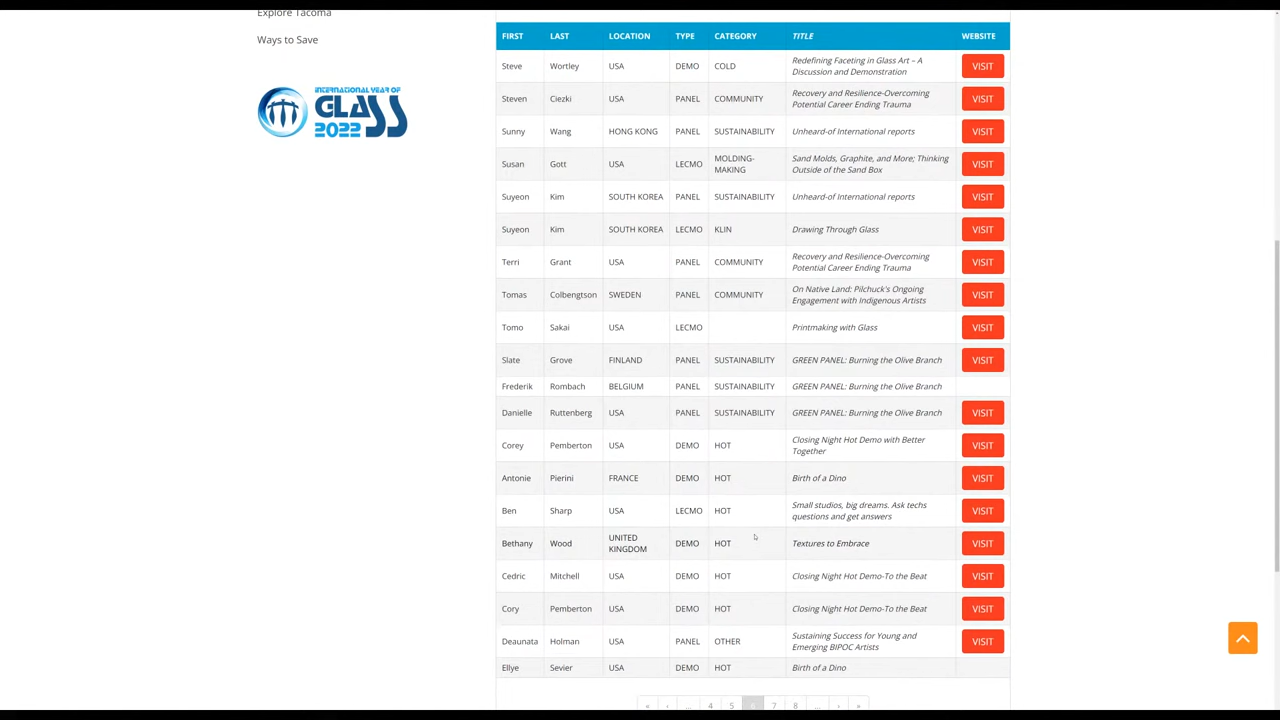 Explore Tacoma
Ways to Save
INTERNATIONAL YEAR OF
GLASS
2022
FIRST LAST LOCATION TYPE CATEGORY TITLE WEBSITE
Steve Wortley USA DEMO COLD Redefining Faceting in Glass Art – A
Discussion and Demonstration VISIT
Steven Ciezki USA PANEL COMMUNITY Recovery and Resilience-Overcoming
Potential Career Ending Trauma VISIT
Sunny Wang HONG KONG PANEL SUSTAINABILITY Unheard-of International reports VISIT
Susan Gott USA LECMO MOLDING-
MAKING Sand Molds, Graphite, and More; Thinking
Outside of the Sand Box VISIT
Suyeon Kim SOUTH KOREA PANEL SUSTAINABILITY Unheard-of International reports VISIT
Suyeon Kim SOUTH KOREA LECMO KLIN Drawing Through Glass VISIT
Terri Grant USA PANEL COMMUNITY Recovery and Resilience-Overcoming
Potential Career Ending Trauma VISIT
Tomas Colbengtson SWEDEN PANEL COMMUNITY On Native Land: Pilchuck's Ongoing
Engagement with Indigenous Artists VISIT
Tomo Sakai USA LECMO Printmaking with Glass VISIT
Slate Grove FINLAND PANEL SUSTAINABILITY GREEN PANEL: Burning the Olive Branch VISIT
Frederik Rombach BELGIUM PANEL SUSTAINABILITY GREEN PANEL: Burning the Olive Branch
Danielle Ruttenberg USA PANEL SUSTAINABILITY GREEN PANEL: Burning the Olive Branch VISIT
Corey Pemberton USA DEMO HOT Closing Night Hot Demo with Better
Together VISIT
Antonie Pierini FRANCE DEMO HOT Birth of a Dino VISIT
Ben Sharp USA LECMO HOT Small studios, big dreams. Ask techs
questions and get answers VISIT
Bethany Wood UNITED
KINGDOM DEMO HOT Textures to Embrace VISIT
Cedric Mitchell USA DEMO HOT Closing Night Hot Demo-To the Beat VISIT
Cory Pemberton USA DEMO HOT Closing Night Hot Demo-To the Beat VISIT
Deaunata Holman USA PANEL OTHER Sustaining Success for Young and
Emerging BIPOC Artists VISIT
Ellye Sevier USA DEMO HOT Birth of a Dino
« ‹ ... 4 5 6 7 8 ... › »